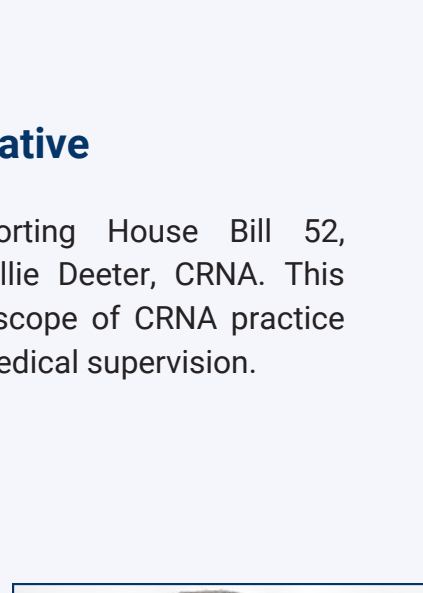 ative
orting House Bill 52,
llie Deeter, CRNA. This
scope of CRNA practice
edical supervision.